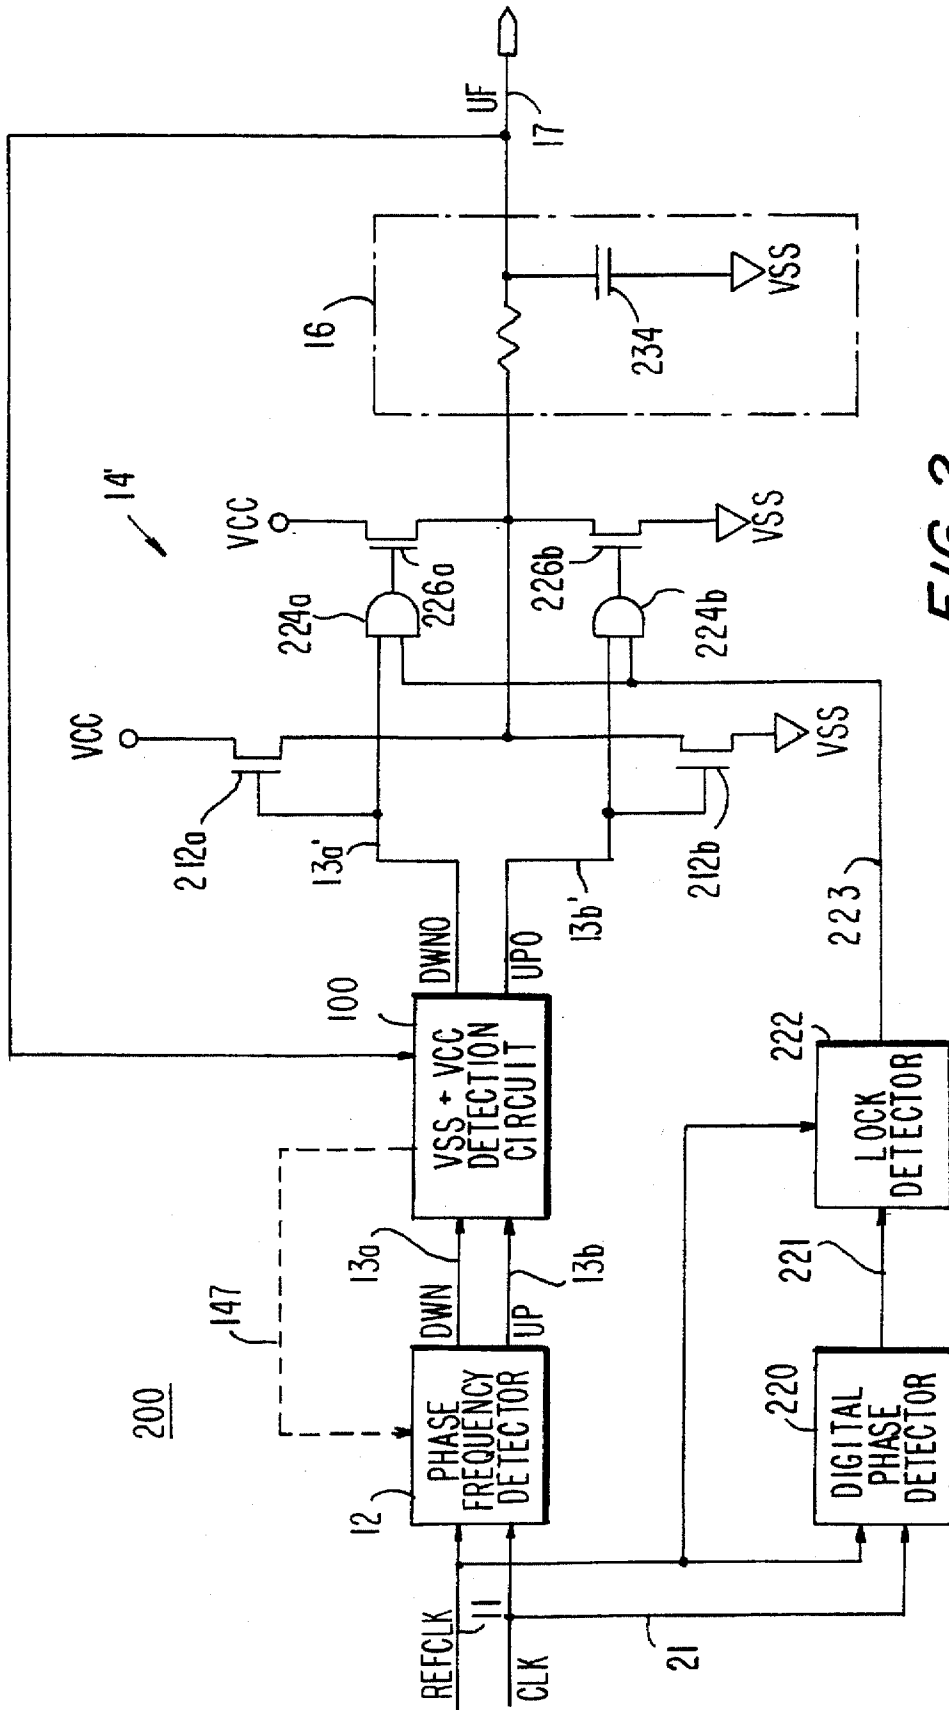 200
147
REFCLK
11
CLK
21
12
PHASE
FREQUENCY
DETECTOR
DWN
13a
UP
13b
100
VSS + VCC
DETECTION
CIRCUIT
DWNO
13a'
UPO
13b'
220
DIGITAL
PHASE
DETECTOR
221
222
LOCK
DETECTOR
223
14'
VCC
212a
212b
VSS
VCC
224a
226a
226b
224b
VSS
16
234
VSS
UF
17